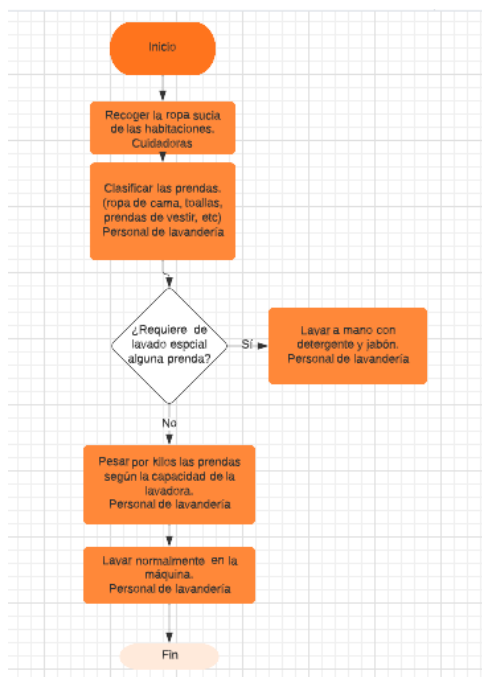 Inicio
Recoger la ropa sucia
de las habitaciones.
Cuidadoras
Clasificar las prendas.
(ropa de cama, toallas,
prendas de vestir, etc)
Personal de lavandería
¿Requiere de
lavado espcial
alguna prenda?
Sí
Lavar a mano con
detergente y jabón.
Personal de lavandería
No
Pesar por kilos las prendas
según la capacidad de la
lavadora.
Personal de lavandería
Lavar normalmente en la
máquina.
Personal de lavandería
Fin